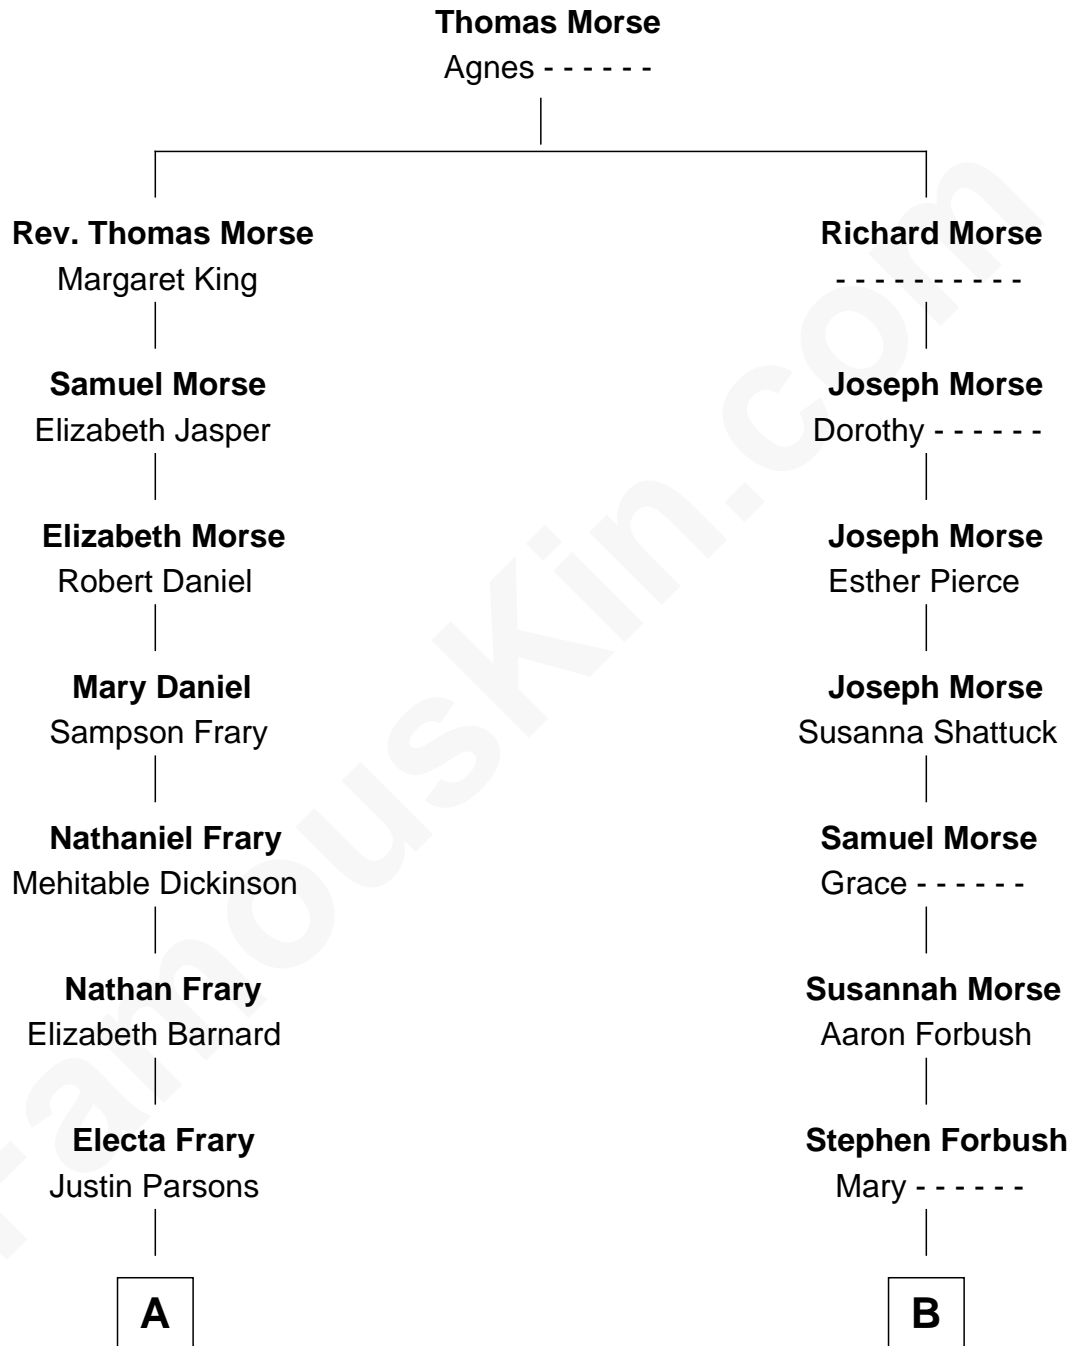 Thomas Morse
Agnes - - - - - -
Rev. Thomas Morse
Margaret King
Samuel Morse
Elizabeth Jasper
Elizabeth Morse
Robert Daniel
Mary Daniel
Sampson Frary
Nathaniel Frary
Mehitable Dickinson
Nathan Frary
Elizabeth Barnard
Electa Frary
Justin Parsons
A
Richard Morse
- - - - - - - - - -
Joseph Morse
Dorothy - - - - - -
Joseph Morse
Esther Pierce
Joseph Morse
Susanna Shattuck
Samuel Morse
Grace - - - - - -
Susannah Morse
Aaron Forbush
Stephen Forbush
Mary - - - - - -
B
FamousKin.com